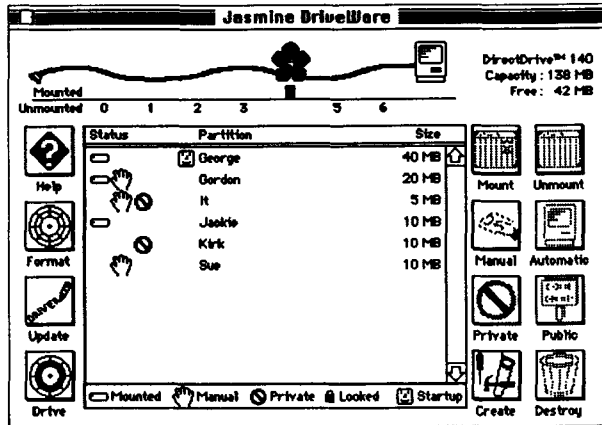 Jasmine DriveWare
DirectDrive™ 140
Capacity : 138 MB
Free : 42 MB
Mounted
Unmounted 0 1 2 3 5 6
Status Partition Size
George 40 MB
Gordon 20 MB
It 5 MB
Jackie 10 MB
Kirk 10 MB
Sue 10 MB
Mounted Manual Private Locked Startup
Help
Format
Update
Drive
Mount Unmount
Manual Automatic
Private Public
Create Destroy